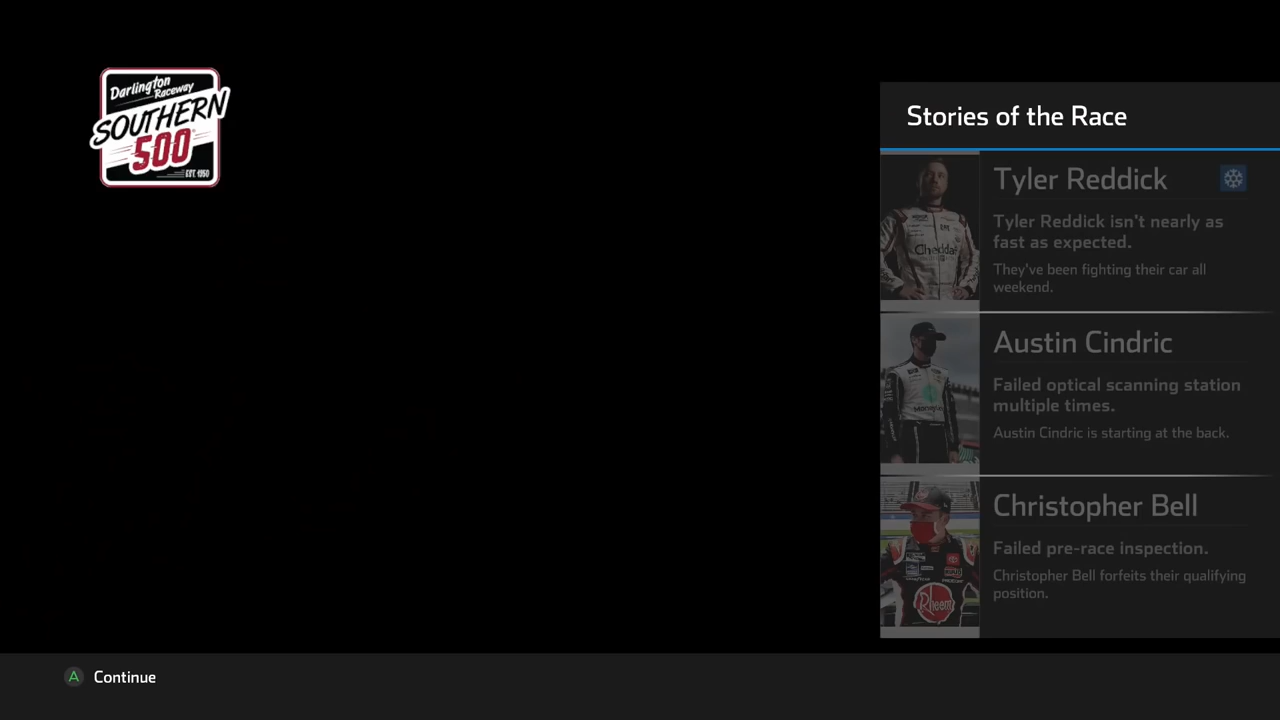 Darlington
Raceway
SOUTHERN
500
EST 1950
Stories of the Race
Tyler Reddick
Tyler Reddick isn't nearly as
fast as expected.
They've been fighting their car all
weekend.
Cheddar's
Austin Cindric
Failed optical scanning station
multiple times.
Austin Cindric is starting at the back.
Christopher Bell
Failed pre-race inspection.
Christopher Bell forfeits their qualifying
position.
Rheem
A Continue